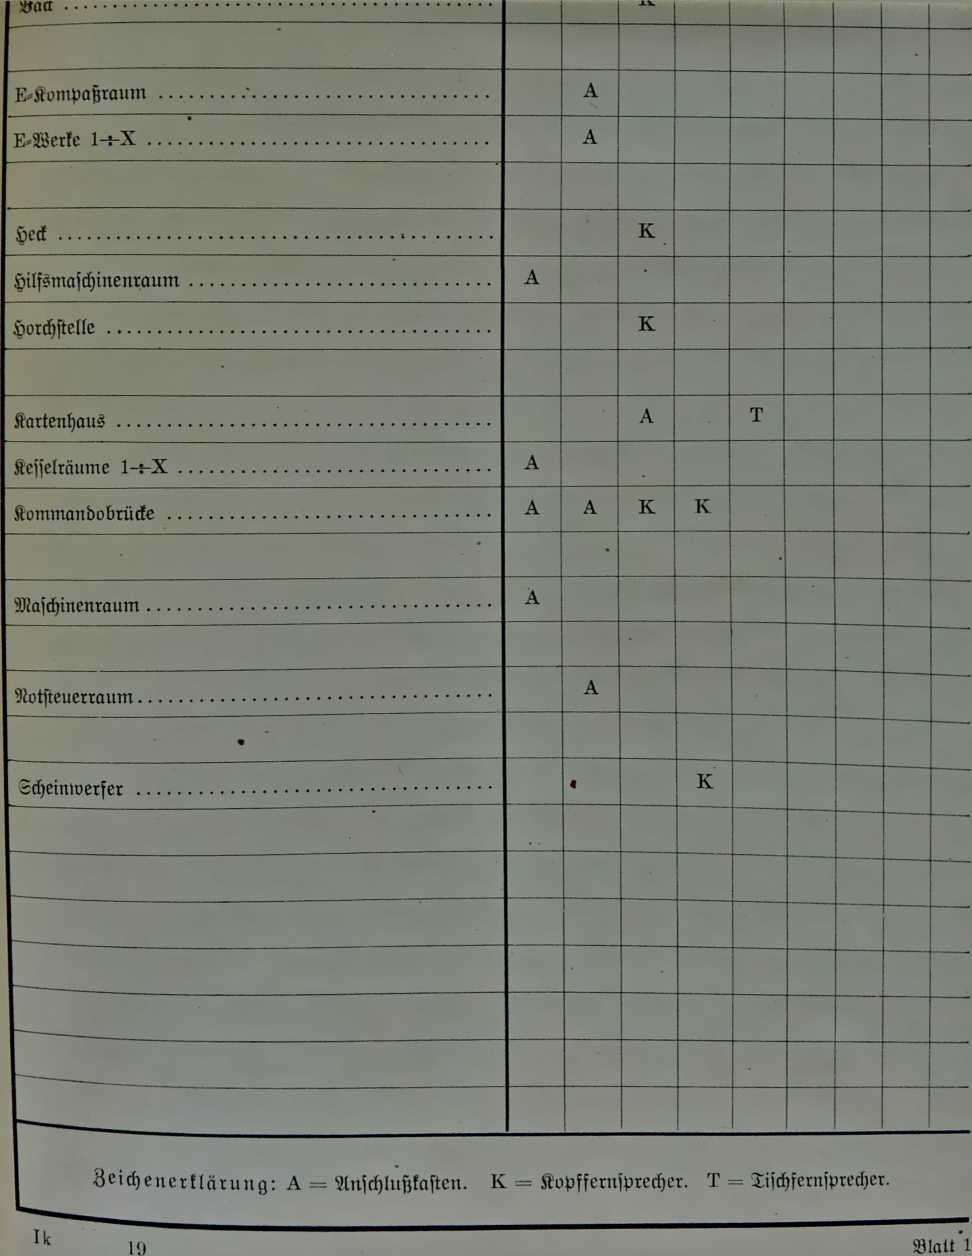 K
E-Kompaßraum ........................................ A
E-Werke 1÷X ........................................ A
Heck ........................................ K
Hilfsmaschinenraum ........................................ A
Horchstelle ........................................ K
Kartenhaus ........................................ A T
Kesselräume 1÷X ........................................ A
Kommandobrücke ........................................ A A K K
Maschinenraum ........................................ A
Notsteuerraum ........................................ A
Scheinwerfer ........................................ K
Zeichenerklärung: A = Anschlußkasten. K = Kopffernsprecher. T = Tischfernsprecher.
Ik 19 Blatt 1